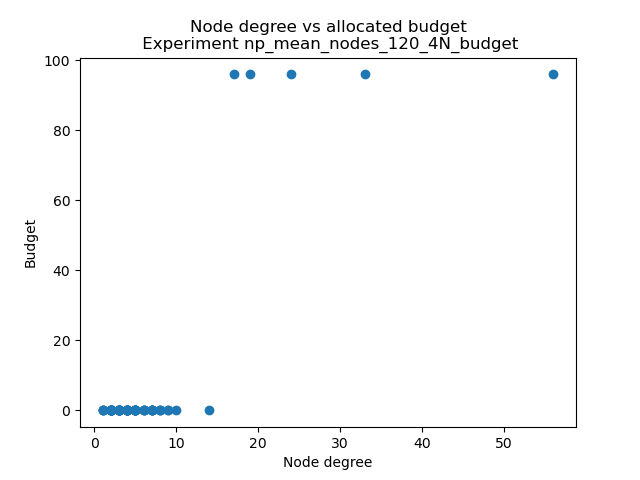 Node degree vs allocated budget
Experiment np_mean_nodes_120_4N_budget
100
80
60
40
20
0
Budget
0 10 20 30 40 50
Node degree